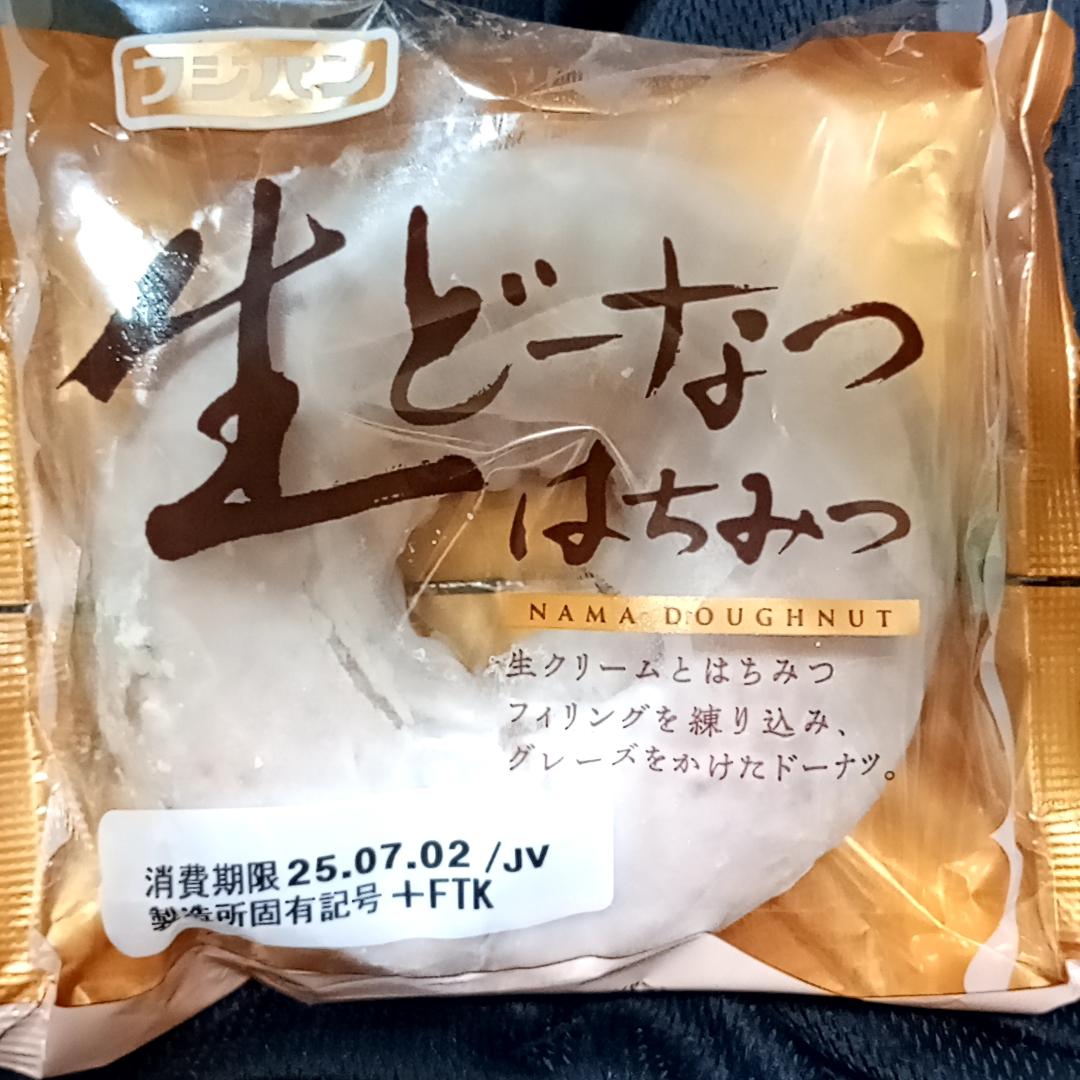 フジパン
生どーなつ
はちみつ
NAMA DOUGHNUT
生クリームとはちみつ
フィリングを練り込み、
グレーズをかけたドーナツ。
消費期限 25.07.02 /JV
製造所固有記号 +FTK